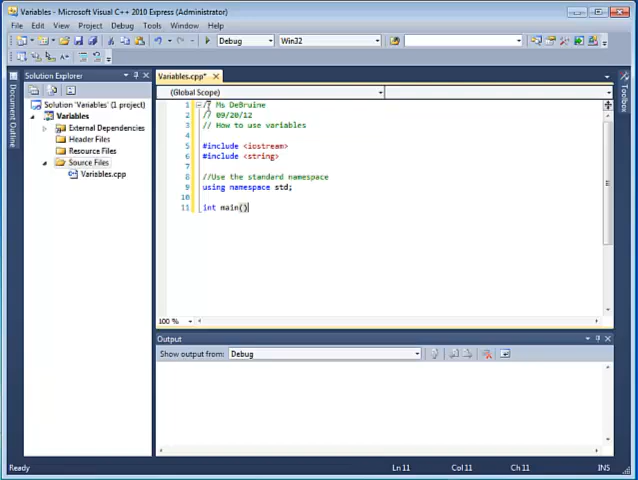 Variables - Microsoft Visual C++ 2010 Express (Administrator)
File Edit View Project Debug Tools Window Help
Debug Win32
Solution Explorer
Variables.cpp*
Document Outline
Toolbox
(Global Scope)
Solution 'Variables' (1 project)
Variables
External Dependencies
Header Files
Resource Files
Source Files
Variables.cpp
1 // Ms DeBruine
2 // 09/20/12
3 // How to use variables
4
5 #include <iostream>
6 #include <string>
7
8 //Use the standard namespace
9 using namespace std;
10
11 int main()
100 %
Output
Show output from: Debug
Ready Ln 11 Col 11 Ch 11 INS